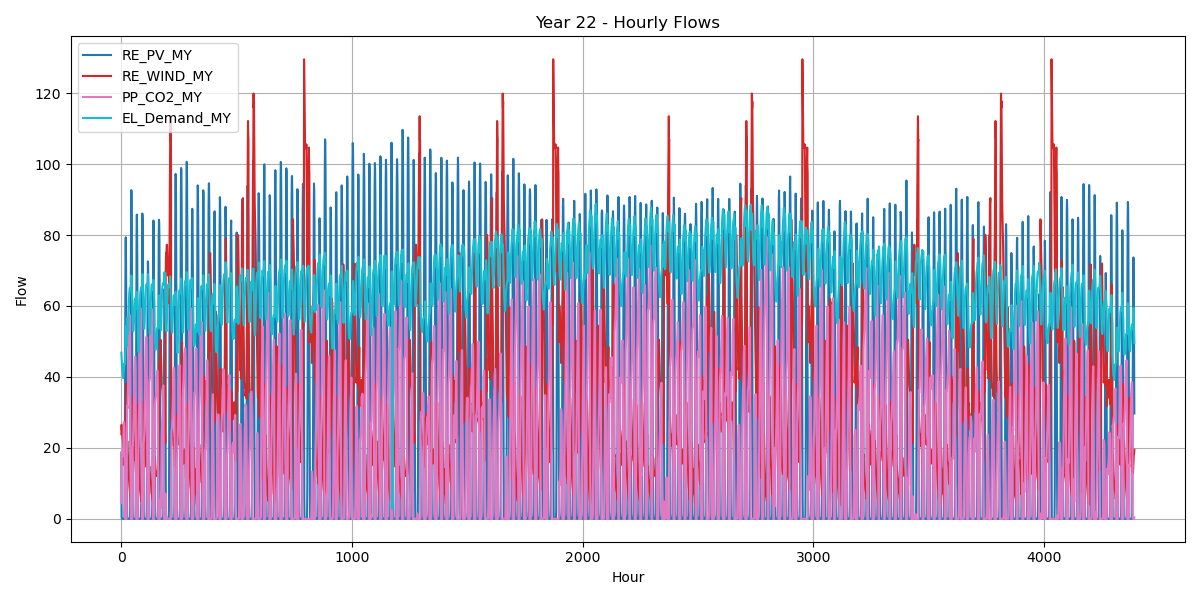 Year 22 - Hourly Flows
RE_PV_MY
RE_WIND_MY
PP_CO2_MY
EL_Demand_MY
120
100
80
60
40
20
0
Flow
0 1000 2000 3000 4000
Hour